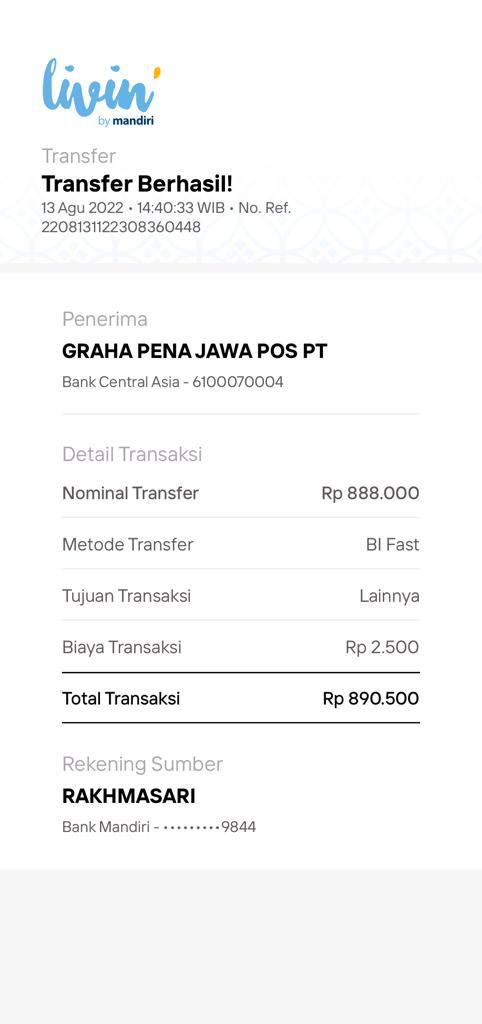 livin'
by mandiri
Transfer
Transfer Berhasil!
13 Agu 2022 • 14:40:33 WIB • No. Ref.
2208131122308360448
Penerima
GRAHA PENA JAWA POS PT
Bank Central Asia - 6100070004
Detail Transaksi
Nominal Transfer Rp 888.000
Metode Transfer BI Fast
Tujuan Transaksi Lainnya
Biaya Transaksi Rp 2.500
Total Transaksi Rp 890.500
Rekening Sumber
RAKHMASARI
Bank Mandiri - •••••••••9844